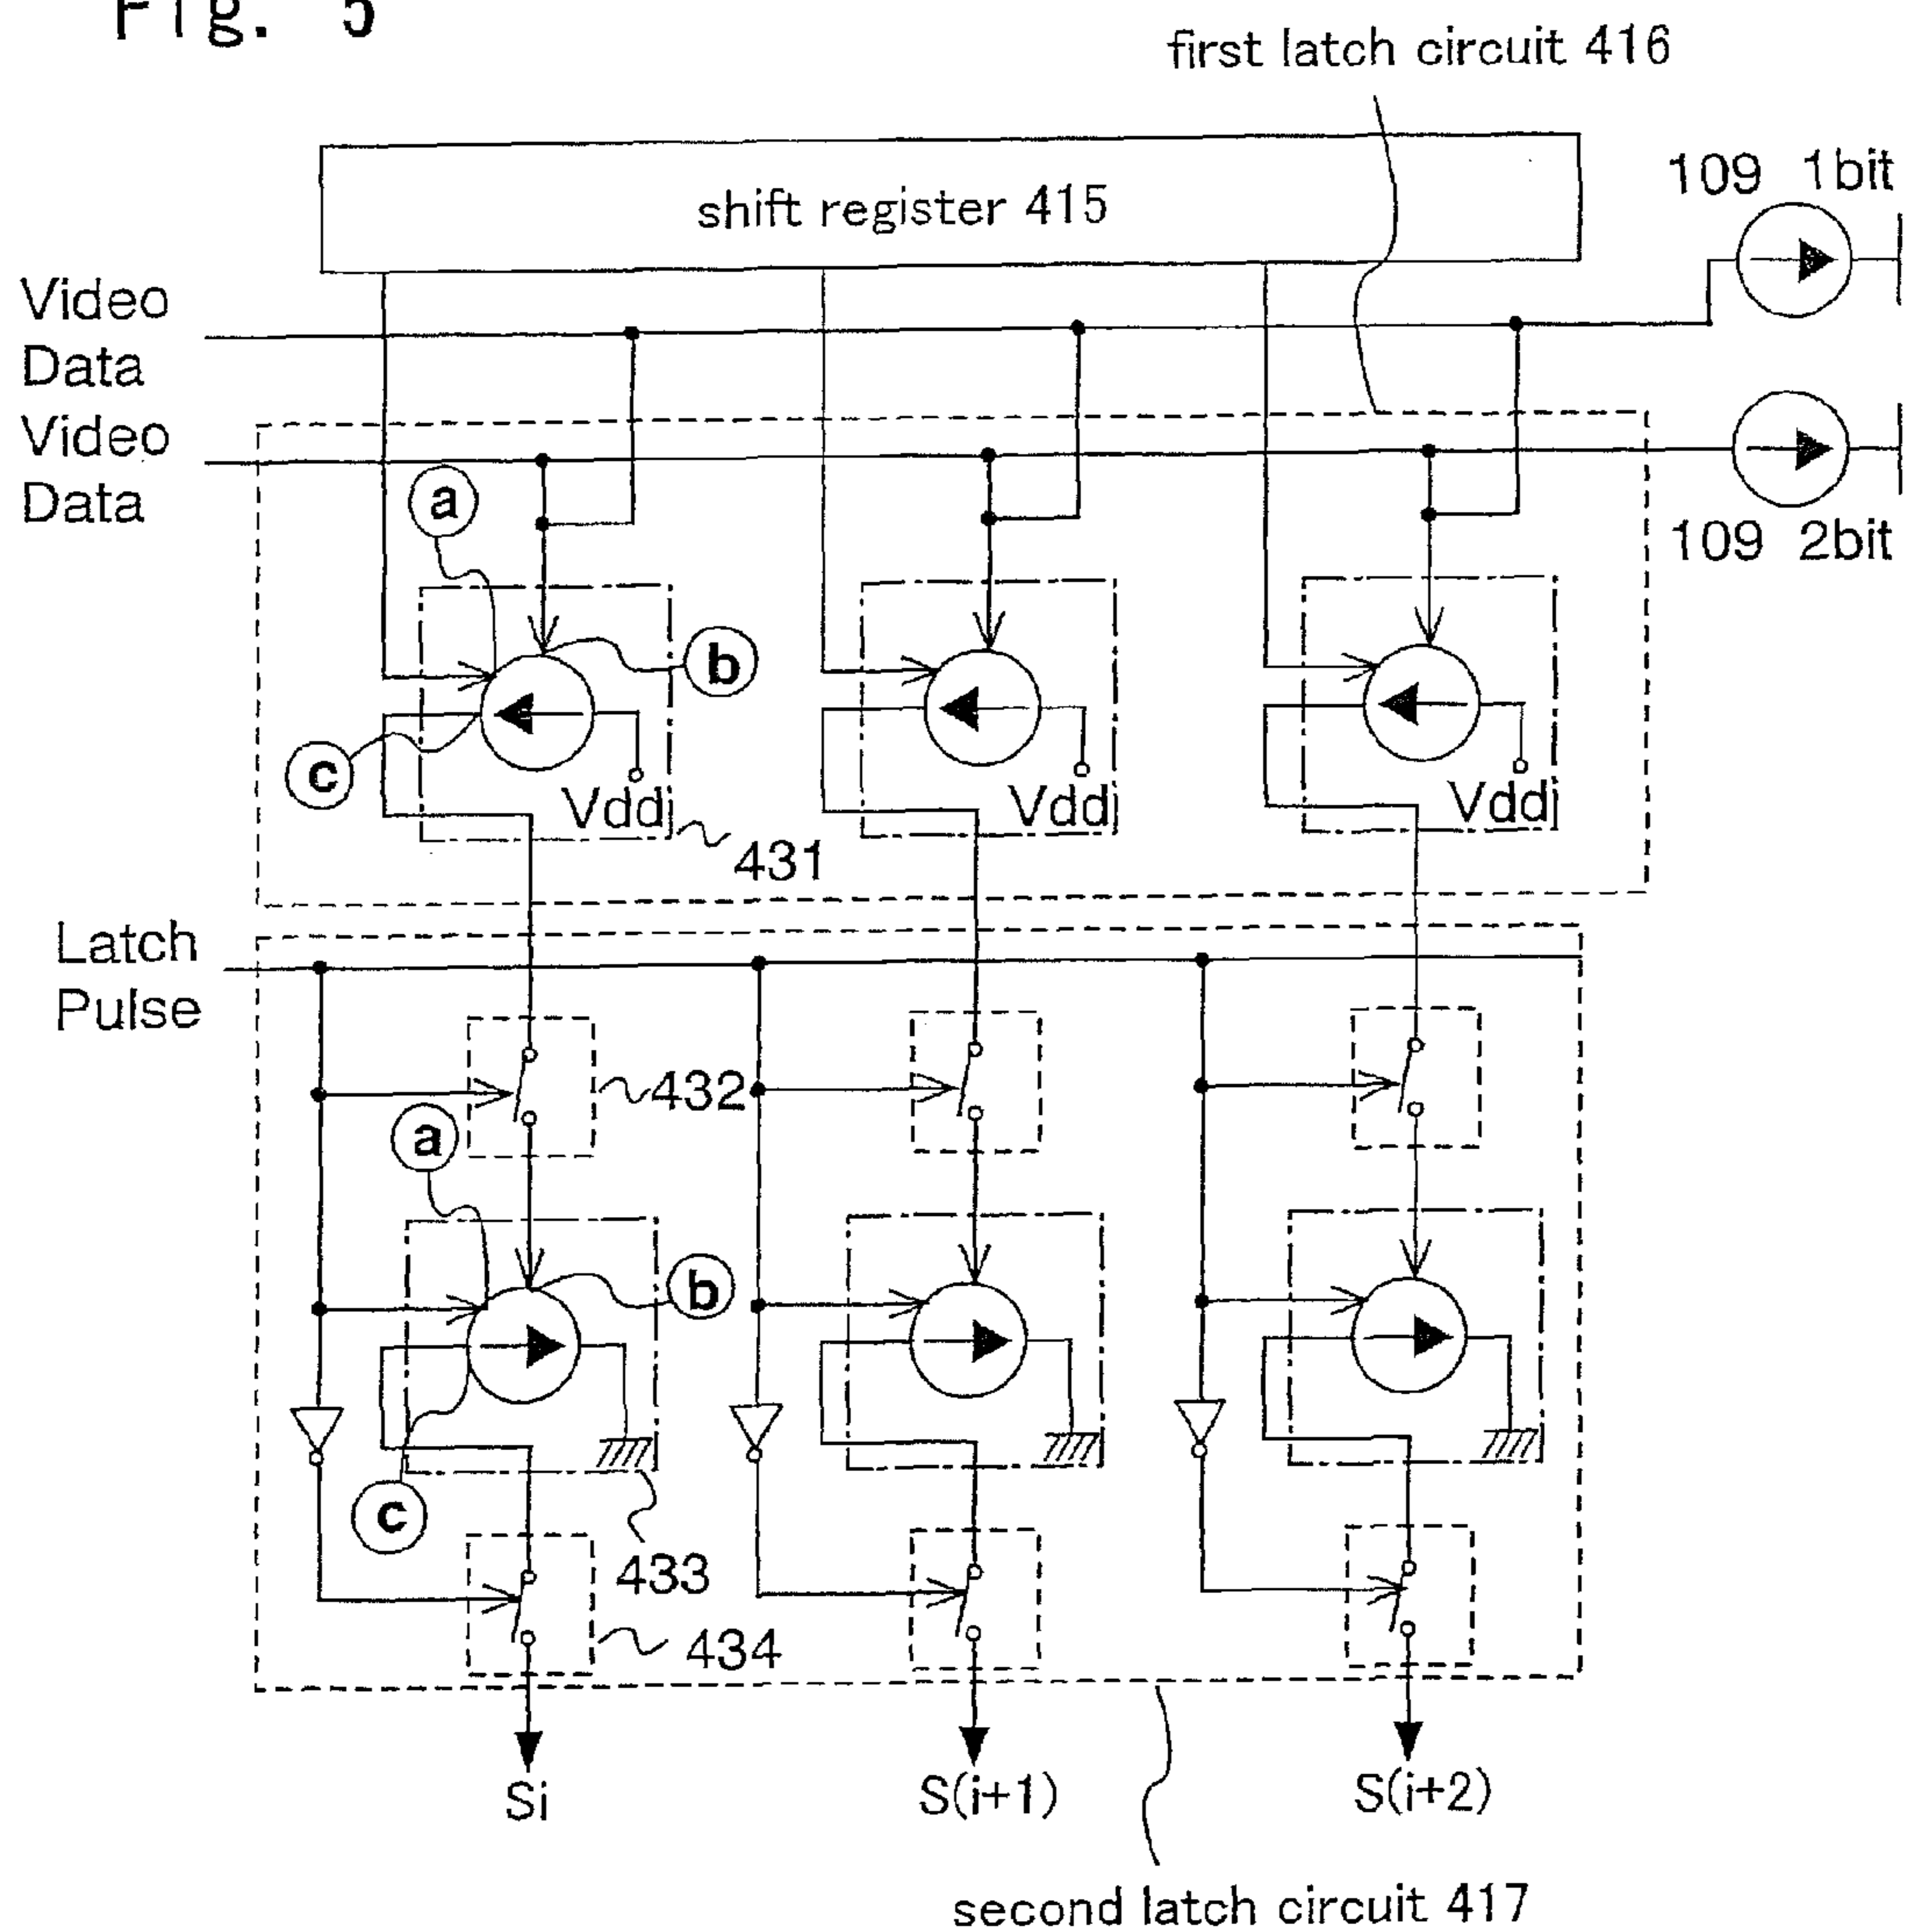 Fig. 5
first latch circuit 416
shift register 415
109 1bit
Video
Data
Video
Data
109 2bit
a
b
c
Vdd
Vdd
Vdd
431
Latch
Pulse
432
a
b
c
433
434
Si
S(i+1)
S(i+2)
second latch circuit 417